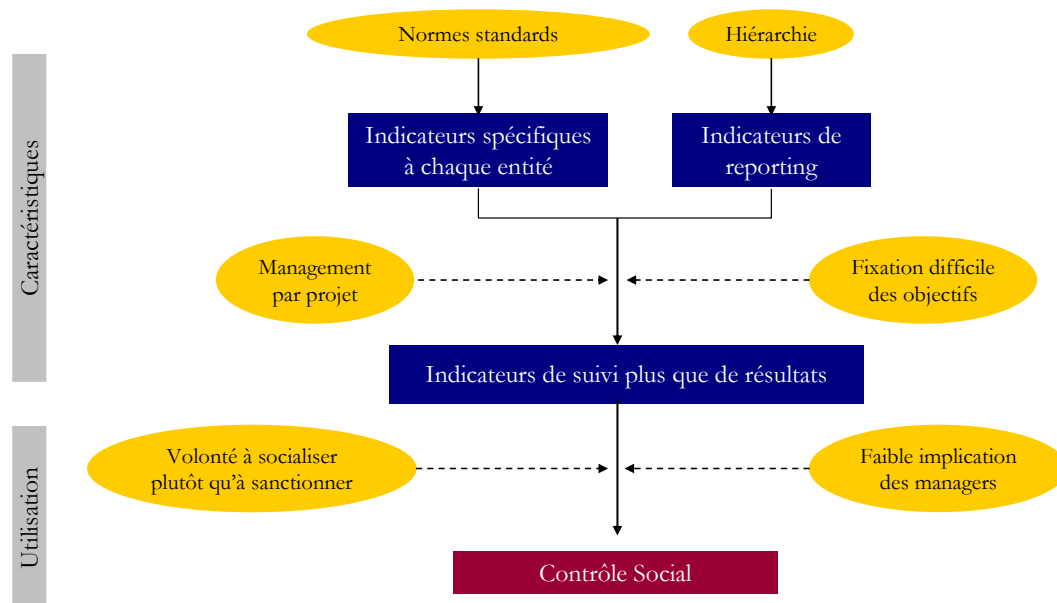 Normes standards
Hiérarchie
Caractéristiques
Indicateurs spécifiques
à chaque entité
Indicateurs de
reporting
Management
par projet
Fixation difficile
des objectifs
Indicateurs de suivi plus que de résultats
Utilisation
Volonté à socialiser
plutôt qu’à sanctionner
Faible implication
des managers
Contrôle Social